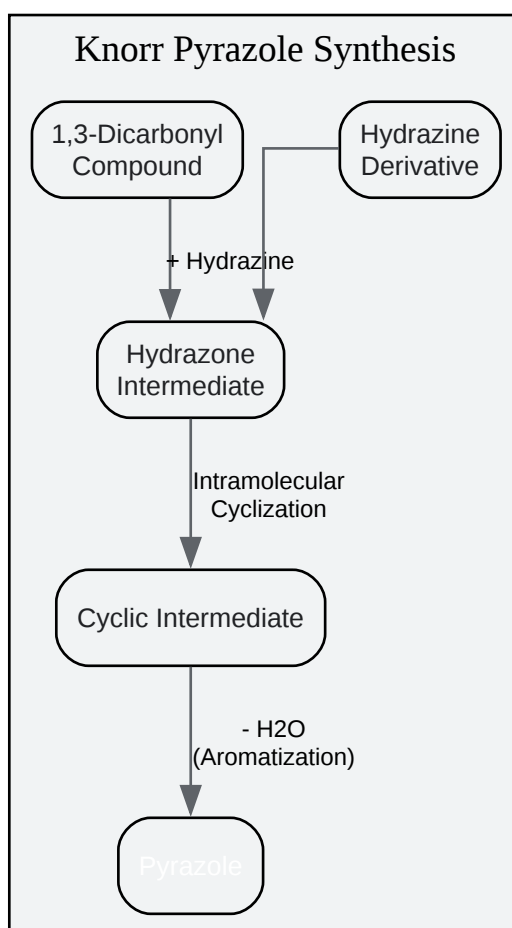 Knorr Pyrazole Synthesis
1,3-Dicarbonyl
Compound
Hydrazine
Derivative
+ Hydrazine
Hydrazone
Intermediate
Intramolecular
Cyclization
Cyclic Intermediate
- H2O
(Aromatization)
Pyrazole